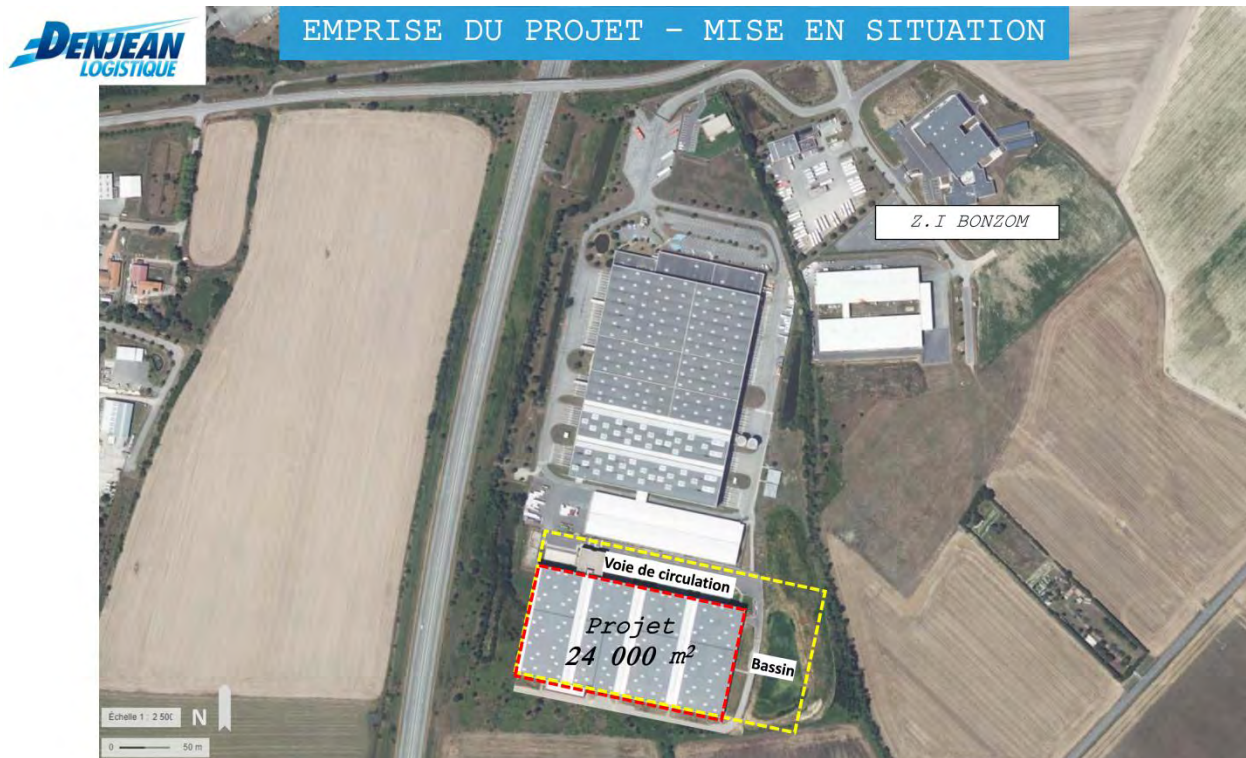 DENJEAN
LOGISTIQUE
EMPRISE DU PROJET – MISE EN SITUATION
Z.I BONZOM
Voie de circulation
Projet
24 000 m²
Bassin
Échelle 1 : 2 500
N
0 50 m